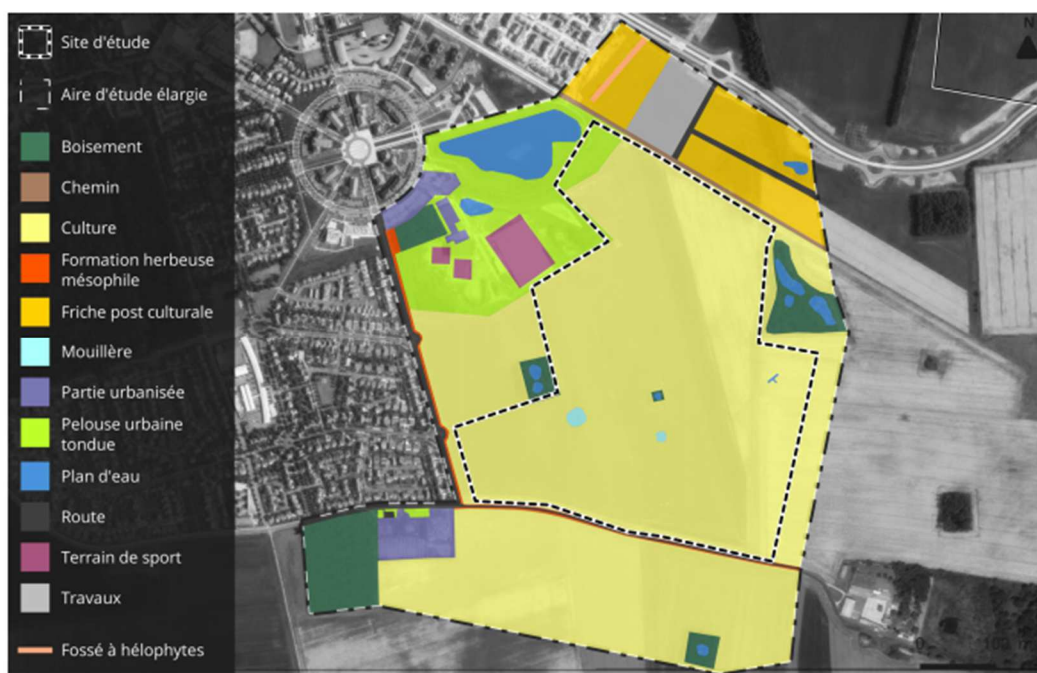 Site d'étude
Aire d'étude élargie
Boisement
Chemin
Culture
Formation herbeuse
mésophile
Friche post culturale
Mouillère
Partie urbanisée
Pelouse urbaine
tondue
Plan d'eau
Route
Terrain de sport
Travaux
Fossé à hélophytes
N